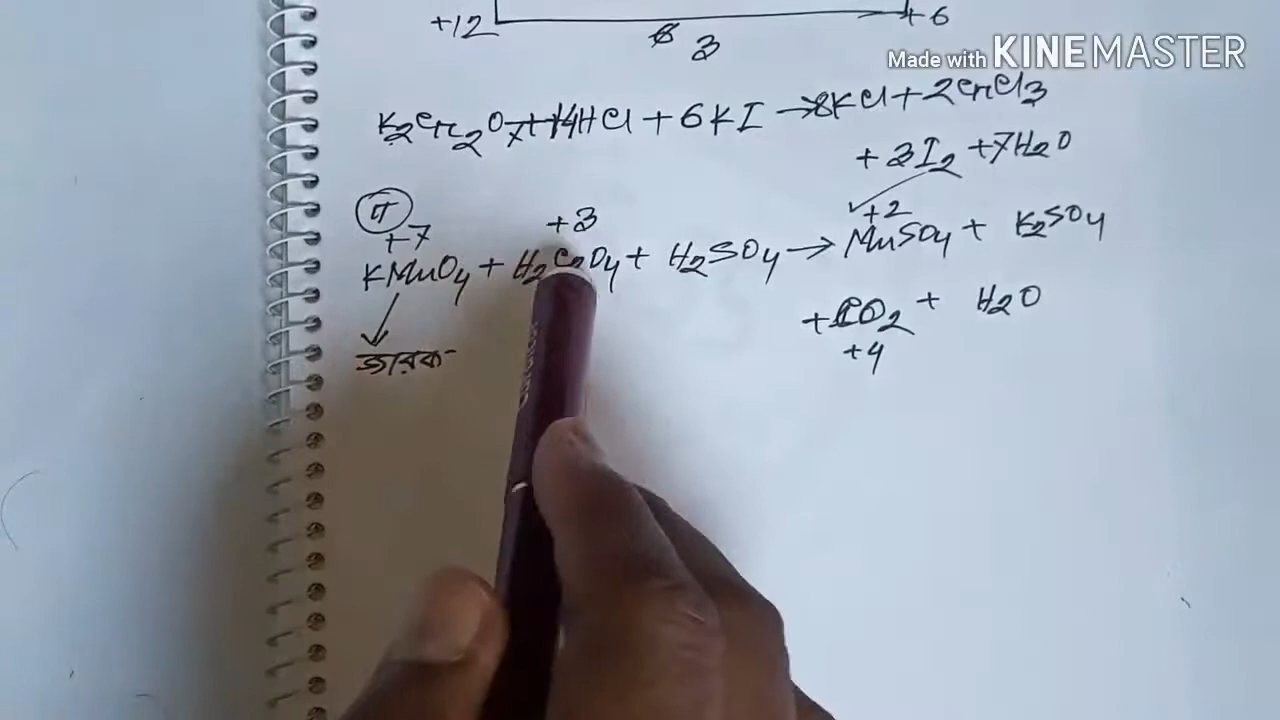 +12 +6
3
Made with KINEMASTER
K2Cr2O7+14HCl + 6KI → 8KCl + 2CrCl3
+ 3I2 + 7H2O
+7 +3 +2
KMnO4 + H2C2O4 + H2SO4 → MnSO4 + K2SO4
+ CO2 + H2O
+4
জারক